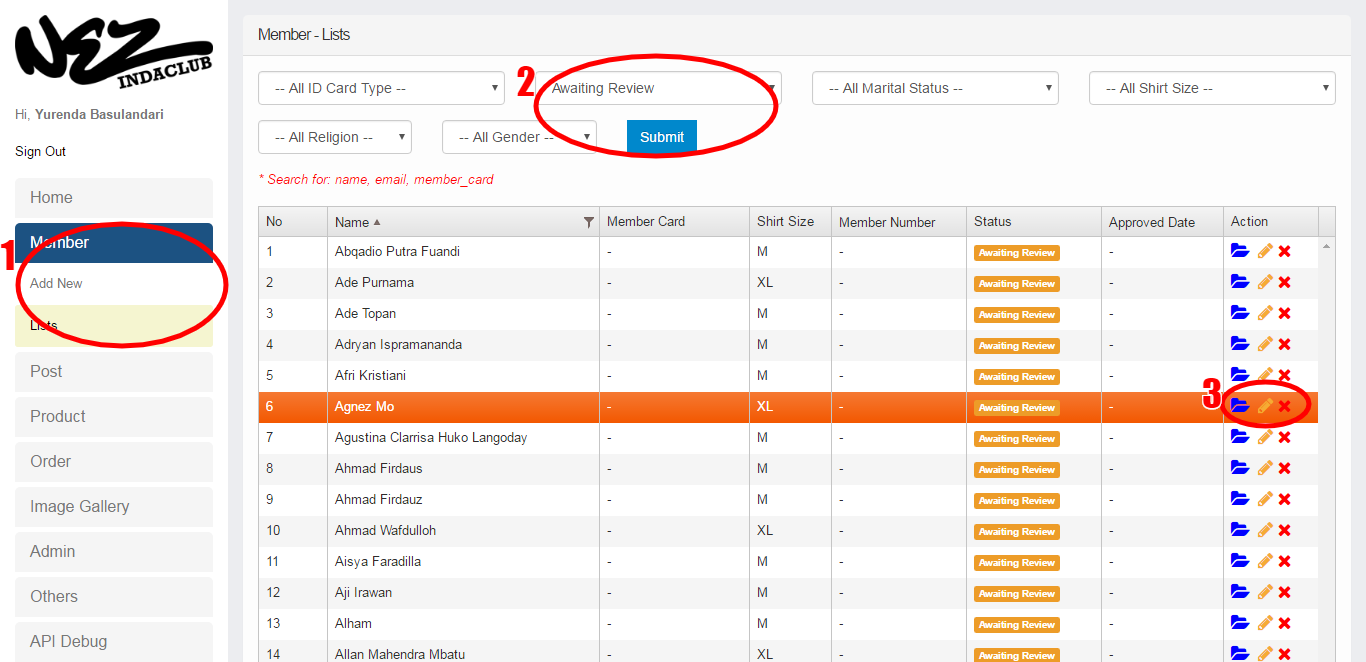 NEZ
INDACLUB
Hi, Yurenda Basulandari
Sign Out
Home
1
Member
Add New
Lists
Post
Product
Order
Image Gallery
Admin
Others
API Debug
Member - Lists
-- All ID Card Type --
2
Awaiting Review
-- All Marital Status --
-- All Shirt Size --
-- All Religion --
-- All Gender --
Submit
* Search for: name, email, member_card
No Name Member Card Shirt Size Member Number Status Approved Date Action
1 Abqadio Putra Fuandi - M - Awaiting Review -
2 Ade Purnama - XL - Awaiting Review -
3 Ade Topan - M - Awaiting Review -
4 Adryan Ispramananda - M - Awaiting Review -
5 Afri Kristiani - M - Awaiting Review -
6 Agnez Mo - XL - Awaiting Review - 3
7 Agustina Clarrisa Huko Langoday - M - Awaiting Review -
8 Ahmad Firdaus - M - Awaiting Review -
9 Ahmad Firdauz - M - Awaiting Review -
10 Ahmad Wafdulloh - XL - Awaiting Review -
11 Aisya Faradilla - M - Awaiting Review -
12 Aji Irawan - M - Awaiting Review -
13 Alham - M - Awaiting Review -
14 Allan Mahendra Mbatu - XL - Awaiting Review -